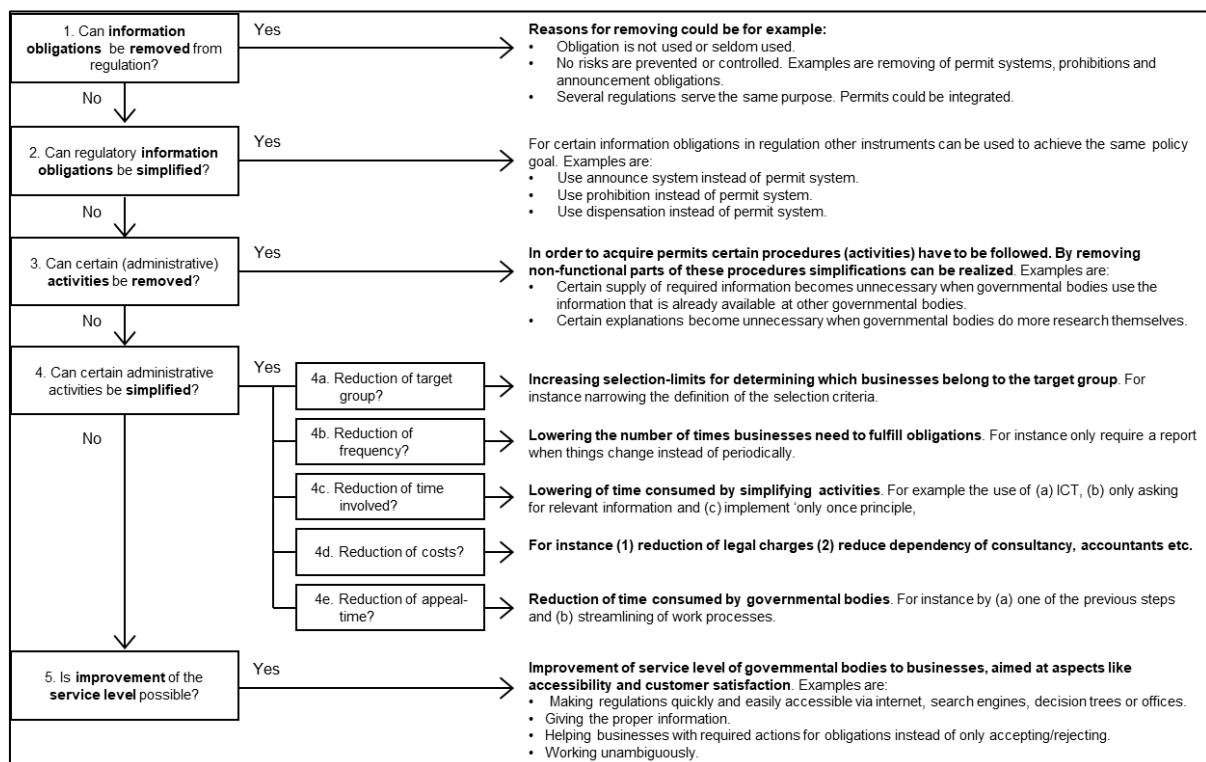 1. Can information
obligations be removed from
regulation?
Yes
Reasons for removing could be for example:
• Obligation is not used or seldom used.
• No risks are prevented or controlled. Examples are removing of permit systems, prohibitions and
announcement obligations.
• Several regulations serve the same purpose. Permits could be integrated.
No
2. Can regulatory information
obligations be simplified?
Yes
For certain information obligations in regulation other instruments can be used to achieve the same policy
goal. Examples are:
• Use announce system instead of permit system.
• Use prohibition instead of permit system.
• Use dispensation instead of permit system.
No
3. Can certain (administrative)
activities be removed?
Yes
In order to acquire permits certain procedures (activities) have to be followed. By removing
non-functional parts of these procedures simplifications can be realized. Examples are:
• Certain supply of required information becomes unnecessary when governmental bodies use the
information that is already available at other governmental bodies.
• Certain explanations become unnecessary when governmental bodies do more research themselves.
No
4. Can certain administrative
activities be simplified?
Yes
4a. Reduction of target
group?
Increasing selection-limits for determining which businesses belong to the target group. For
instance narrowing the definition of the selection criteria.
4b. Reduction of
frequency?
Lowering the number of times businesses need to fulfill obligations. For instance only require a report
when things change instead of periodically.
4c. Reduction of time
involved?
Lowering of time consumed by simplifying activities. For example the use of (a) ICT, (b) only asking
for relevant information and (c) implement ‘only once principle,
4d. Reduction of costs?
For instance (1) reduction of legal charges (2) reduce dependency of consultancy, accountants etc.
4e. Reduction of appeal-
time?
Reduction of time consumed by governmental bodies. For instance by (a) one of the previous steps
and (b) streamlining of work processes.
No
5. Is improvement of the
service level possible?
Yes
Improvement of service level of governmental bodies to businesses, aimed at aspects like
accessibility and customer satisfaction. Examples are:
• Making regulations quickly and easily accessible via internet, search engines, decision trees or offices.
• Giving the proper information.
• Helping businesses with required actions for obligations instead of only accepting/rejecting.
• Working unambiguously.